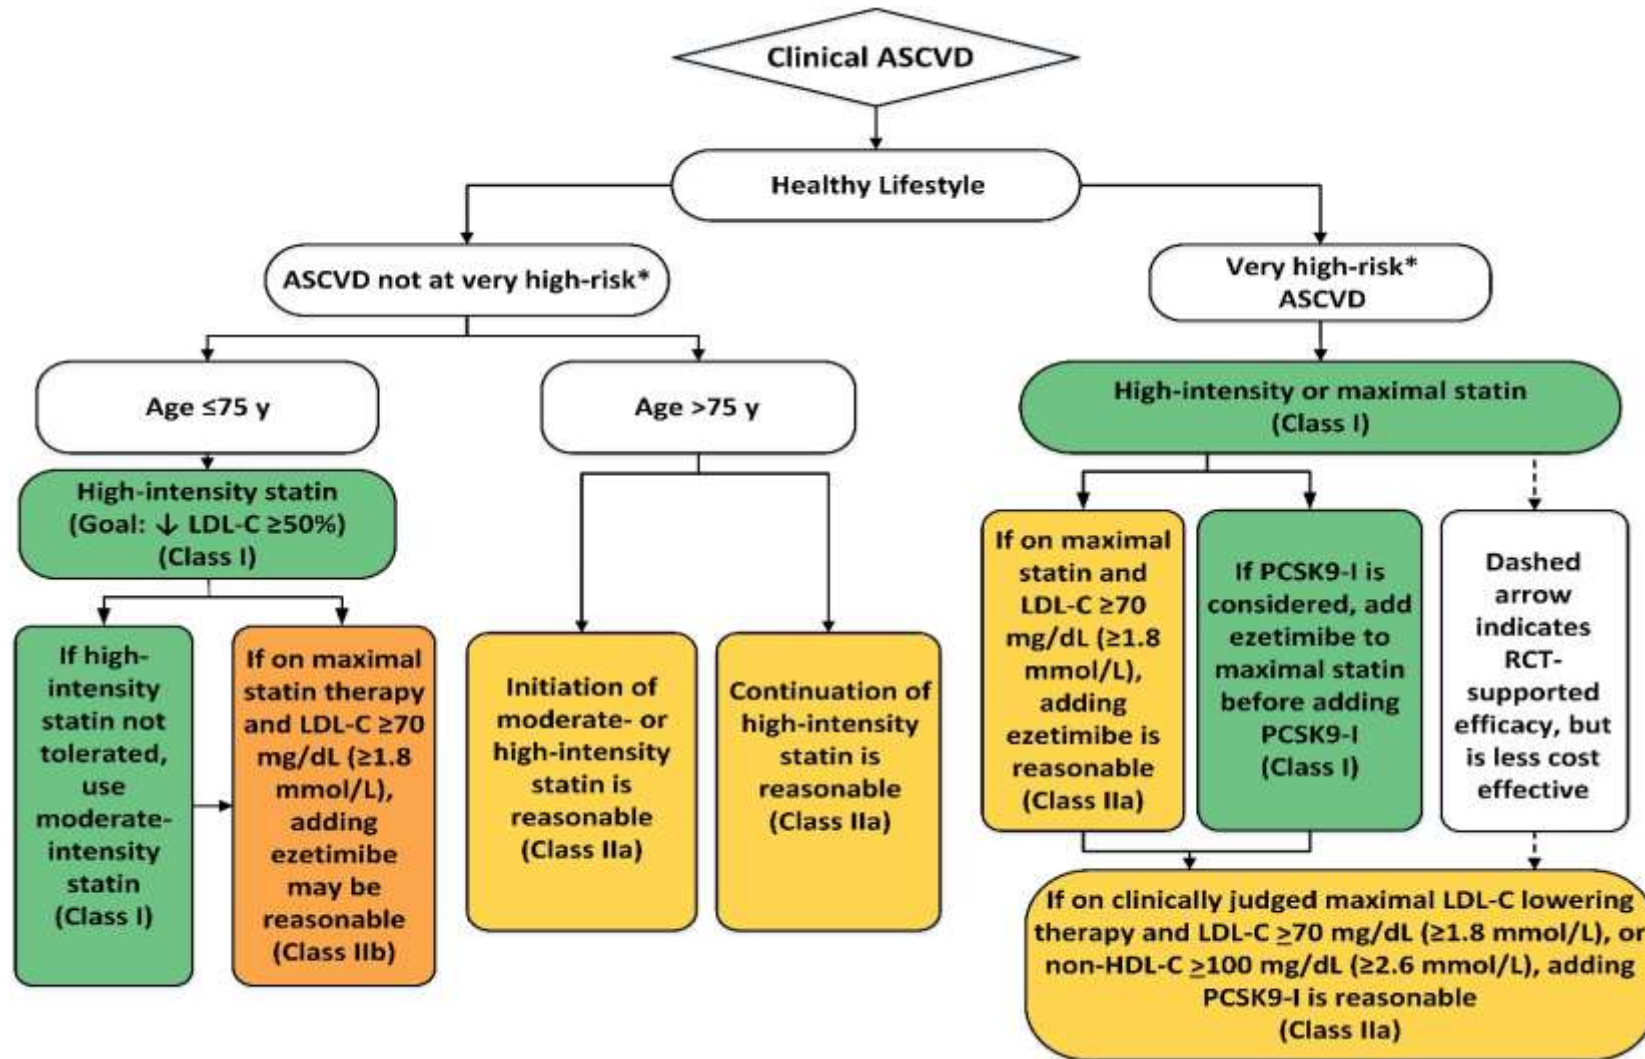 Clinical ASCVD
Healthy Lifestyle
ASCVD not at very high-risk*
Very high-risk*
ASCVD
Age ≤75 y
Age >75 y
High-intensity or maximal statin
(Class I)
High-intensity statin
(Goal: ↓ LDL-C ≥50%)
(Class I)
If high-
intensity
statin not
tolerated,
use
moderate-
intensity
statin
(Class I)
If on maximal
statin therapy
and LDL-C ≥70
mg/dL (≥1.8
mmol/L),
adding
ezetimibe
may be
reasonable
(Class IIb)
Initiation of
moderate- or
high-intensity
statin is
reasonable
(Class IIa)
Continuation of
high-intensity
statin is
reasonable
(Class IIa)
If on maximal
statin and
LDL-C ≥70
mg/dL (≥1.8
mmol/L),
adding
ezetimibe is
reasonable
(Class IIa)
If PCSK9-I is
considered, add
ezetimibe to
maximal statin
before adding
PCSK9-I
(Class I)
Dashed
arrow
indicates
RCT-
supported
efficacy, but
is less cost
effective
If on clinically judged maximal LDL-C lowering
therapy and LDL-C ≥70 mg/dL (≥1.8 mmol/L), or
non-HDL-C ≥100 mg/dL (≥2.6 mmol/L), adding
PCSK9-I is reasonable
(Class IIa)